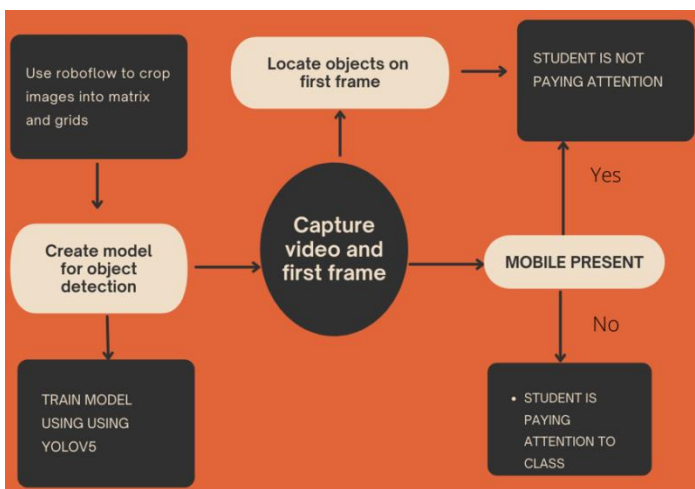 Use roboflow to crop
images into matrix
and grids
Locate objects on
first frame
STUDENT IS NOT
PAYING ATTENTION
Yes
Create model
for object
detection
Capture
video and
first frame
MOBILE PRESENT
No
TRAIN MODEL
USING USING
YOLOV5
• STUDENT IS
PAYING
ATTENTION TO
CLASS